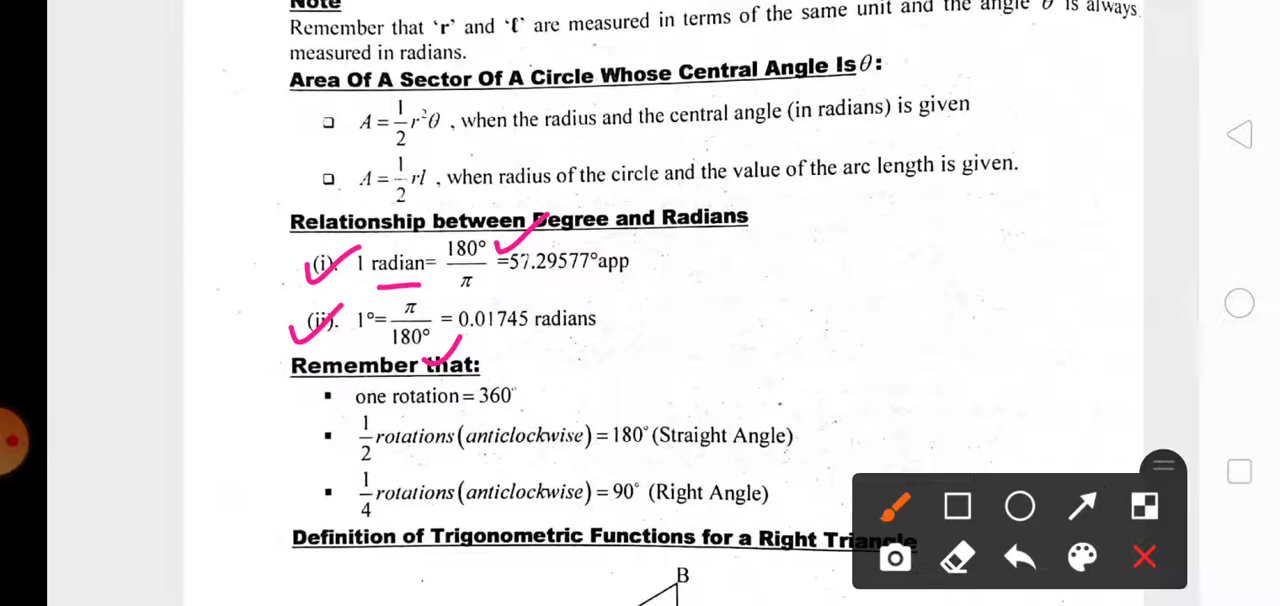 Note
Remember that 'r' and 'ℓ' are measured in terms of the same unit and the angle θ is always
measured in radians.
Area Of A Sector Of A Circle Whose Central Angle Is θ:
A = 1/2 r²θ , when the radius and the central angle (in radians) is given
A = 1/2 rl , when radius of the circle and the value of the arc length is given.
Relationship between Degree and Radians
(i). 1 radian= 180°/π =57.29577°app
(ii). 1°= π/180° = 0.01745 radians
Remember that:
▪ one rotation = 360°
▪ 1/2 rotations (anticlockwise) = 180° (Straight Angle)
▪ 1/4 rotations (anticlockwise) = 90° (Right Angle)
Definition of Trigonometric Functions for a Right Triangle
B